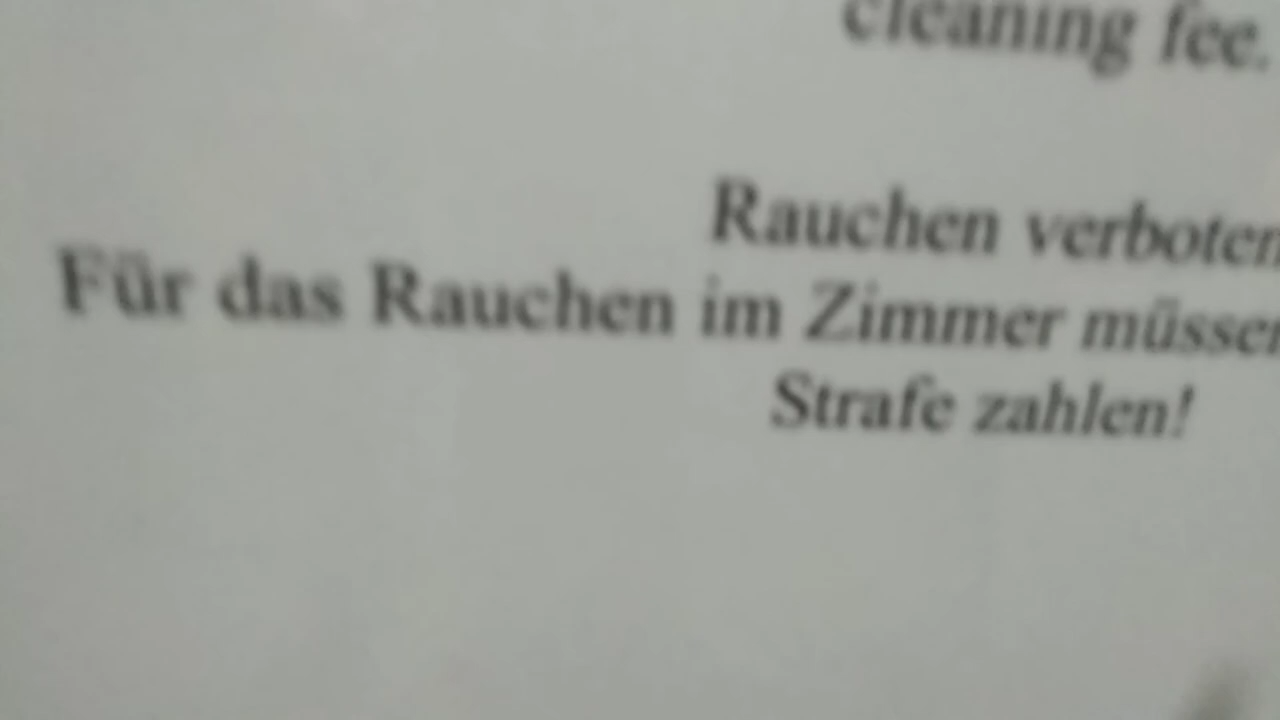 cleaning fee.
Rauchen verboten
Für das Rauchen im Zimmer müssen
Strafe zahlen!